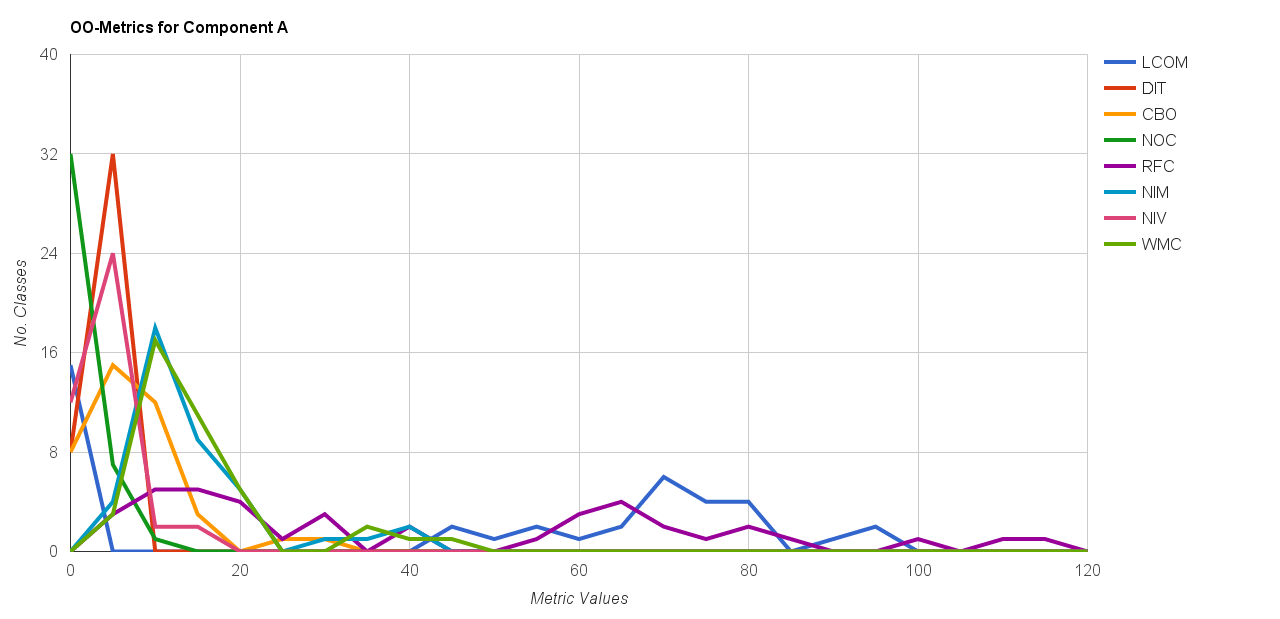 OO-Metrics for Component A
40
32
24
16
8
0
No. Classes
0 20 40 60 80 100 120
Metric Values
LCOM
DIT
CBO
NOC
RFC
NIM
NIV
WMC